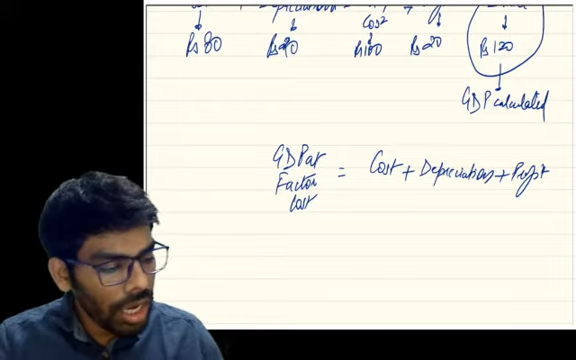 Cost
Rs 80 Rs 20 Rs 100 Rs 20 Rs 120
GDP calculated
GDP at
Factor = Cost + Depreciation + Profit
Cost